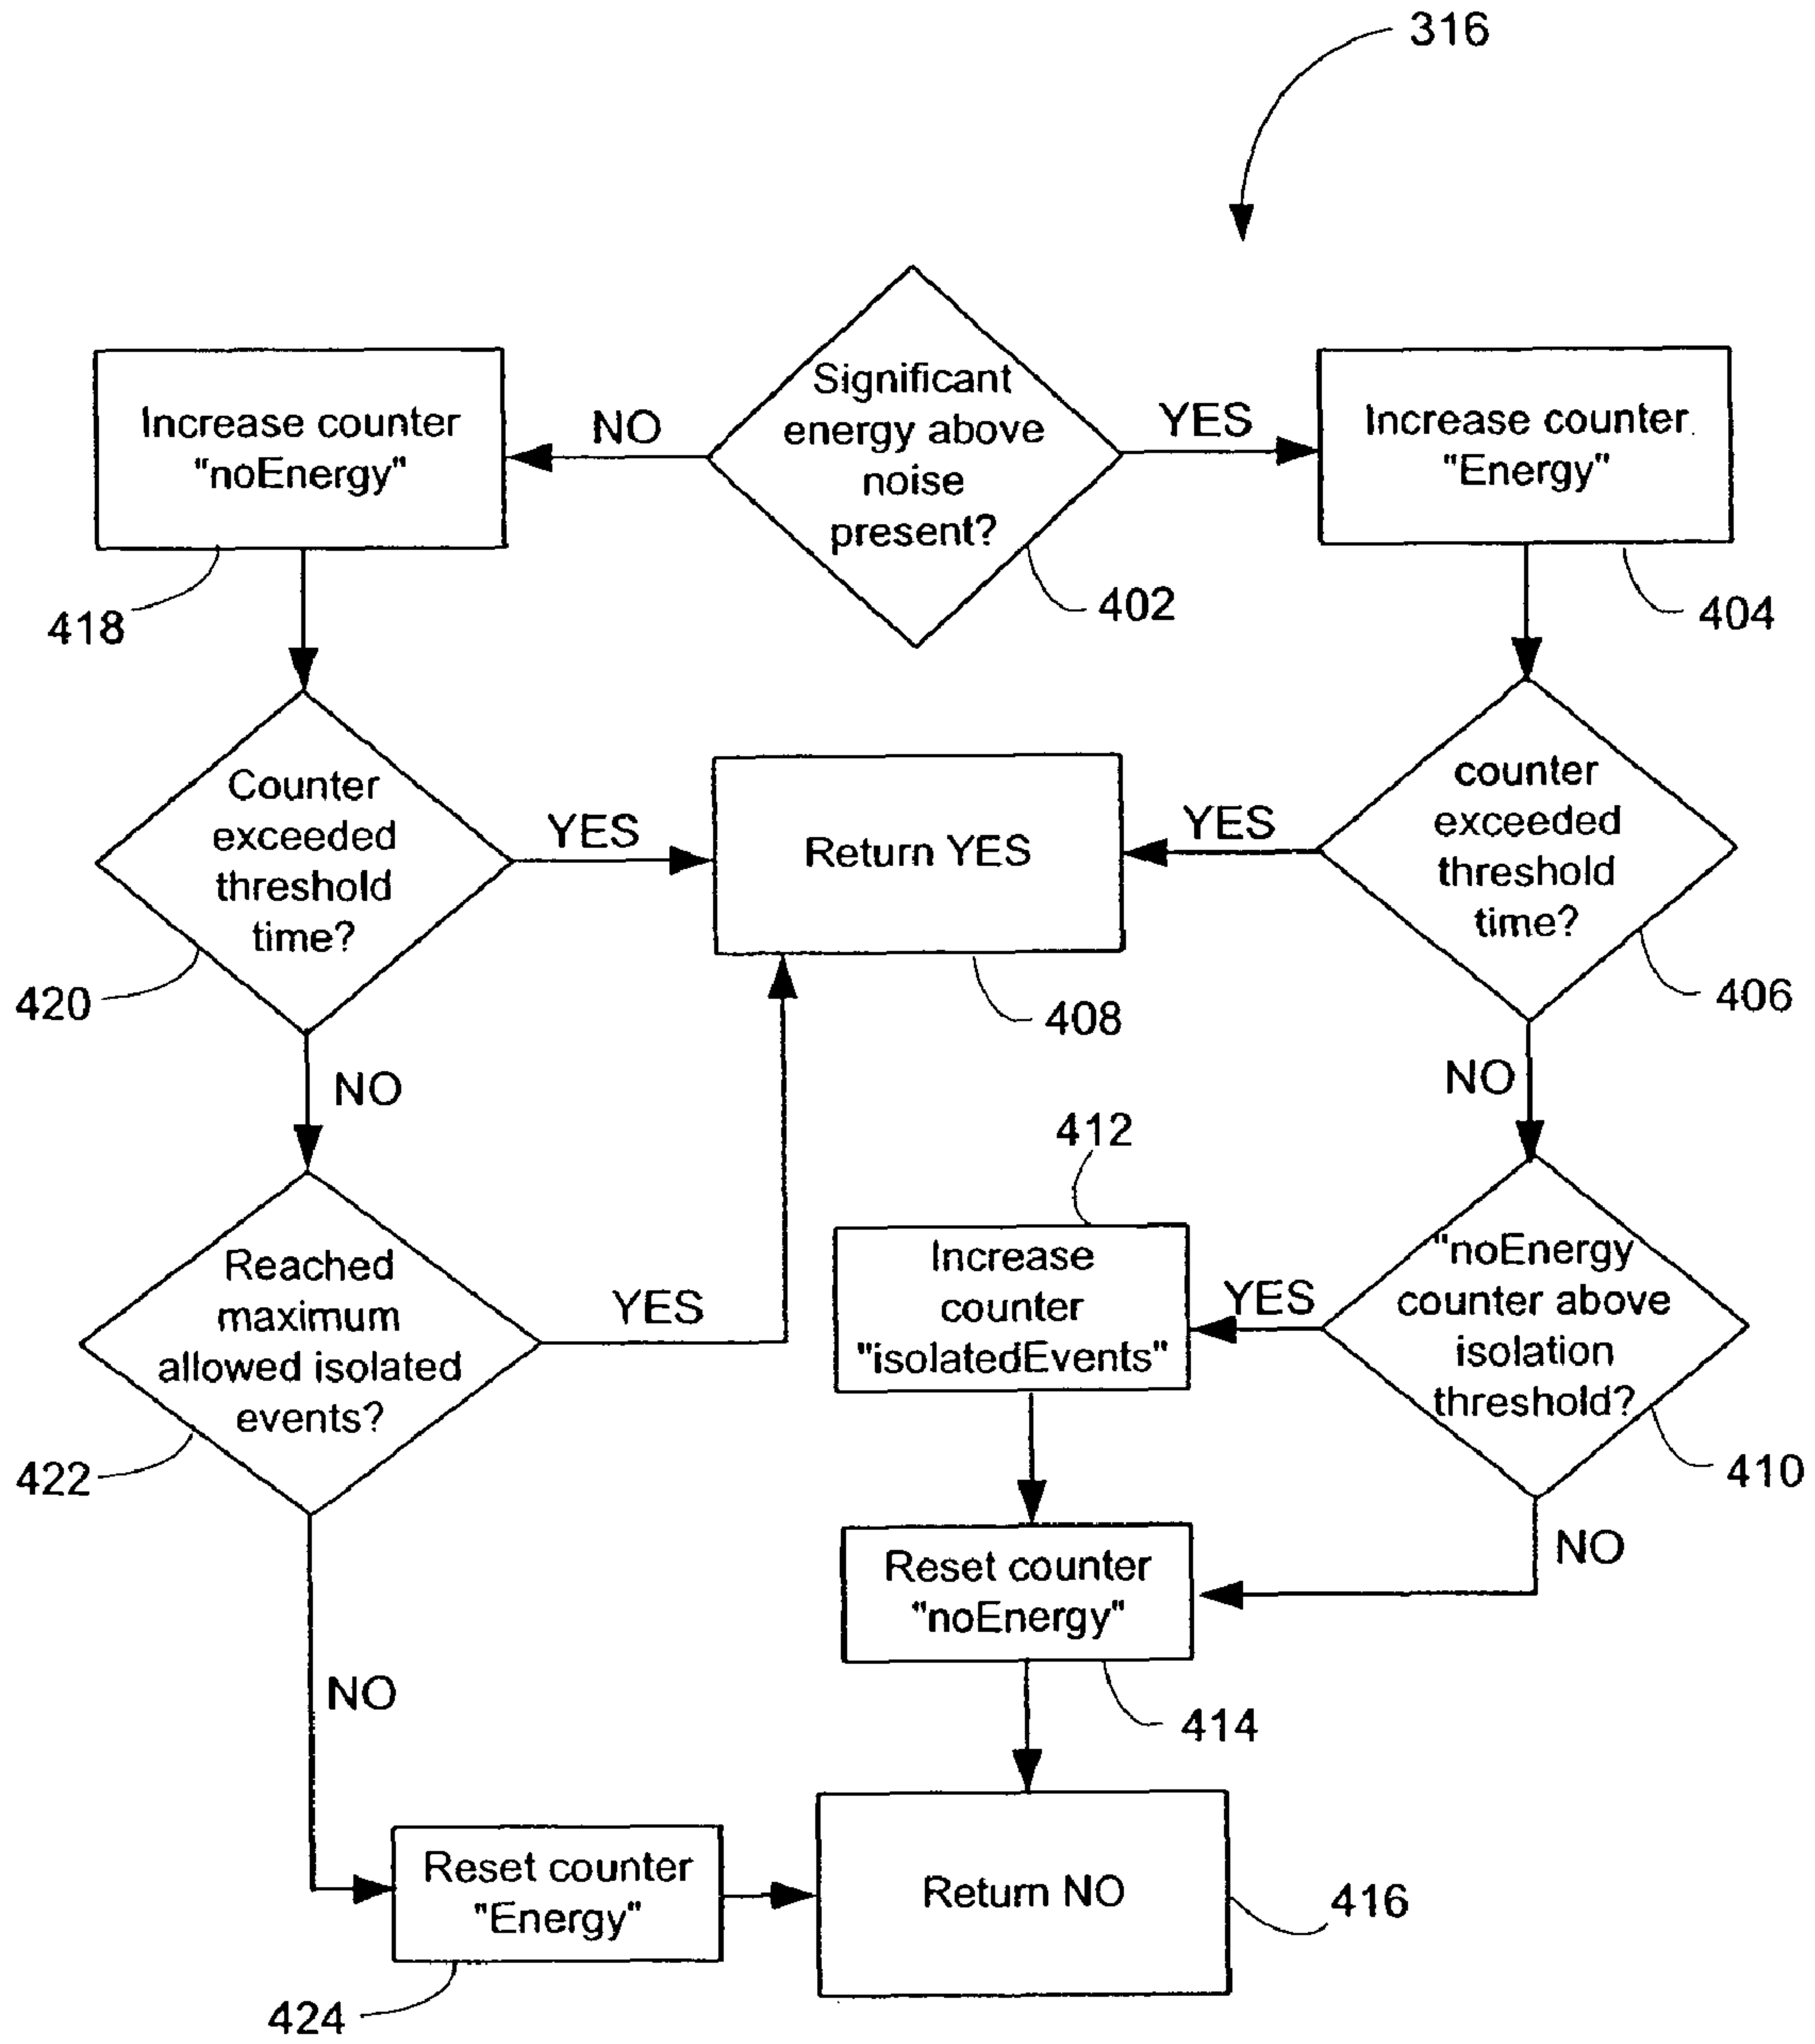 316
Significant
energy above
noise
present?
402
NO
YES
Increase counter
"noEnergy"
418
Increase counter
"Energy"
404
Counter
exceeded
threshold
time?
420
YES
Return YES
408
YES
counter
exceeded
threshold
time?
406
NO
NO
412
Reached
maximum
allowed isolated
events?
422
YES
Increase
counter
"isolatedEvents"
YES
"noEnergy
counter above
isolation
threshold?
410
NO
Reset counter
"noEnergy"
414
NO
Reset counter
"Energy"
424
Return NO
416